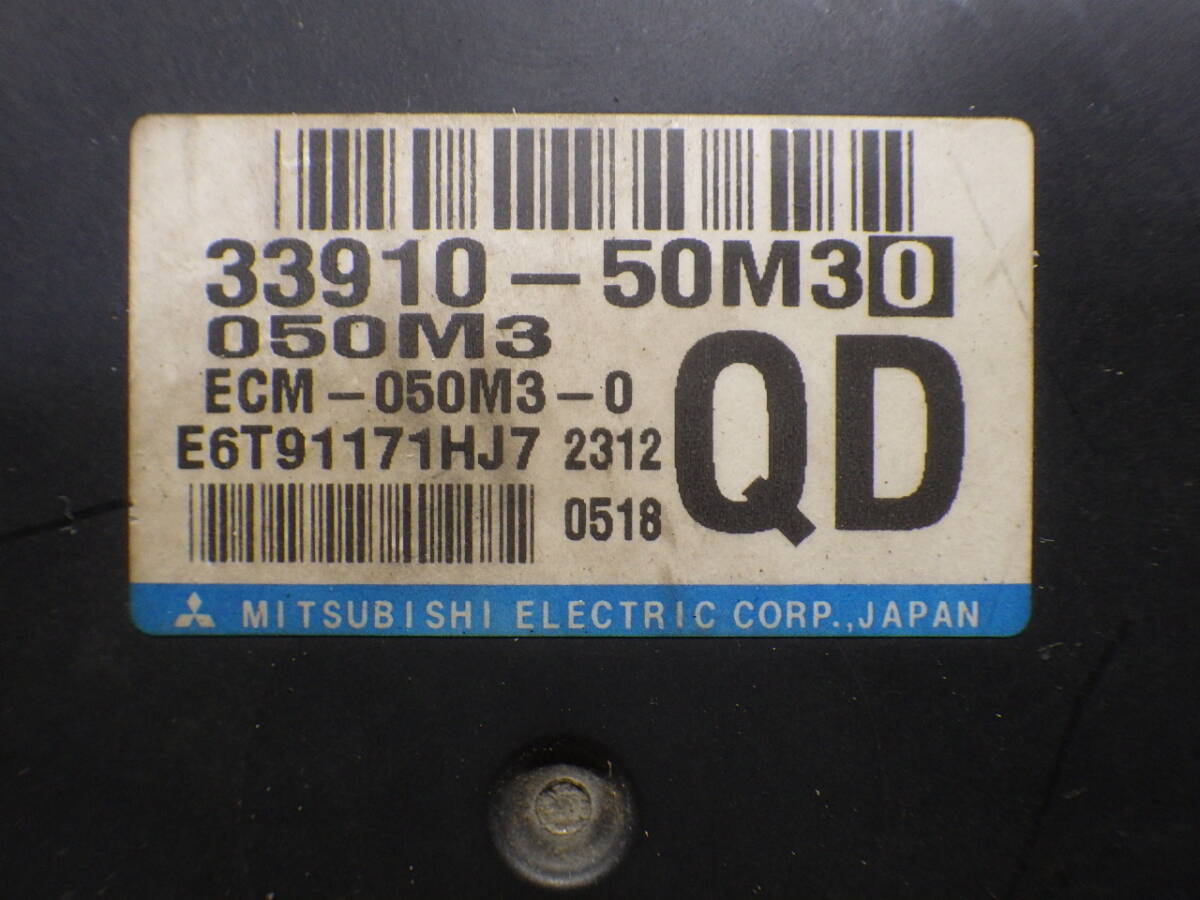 33910-50M30
050M3
ECM-050M3-0
E6T91171HJ7 2312
0518
QD
MITSUBISHI ELECTRIC CORP., JAPAN